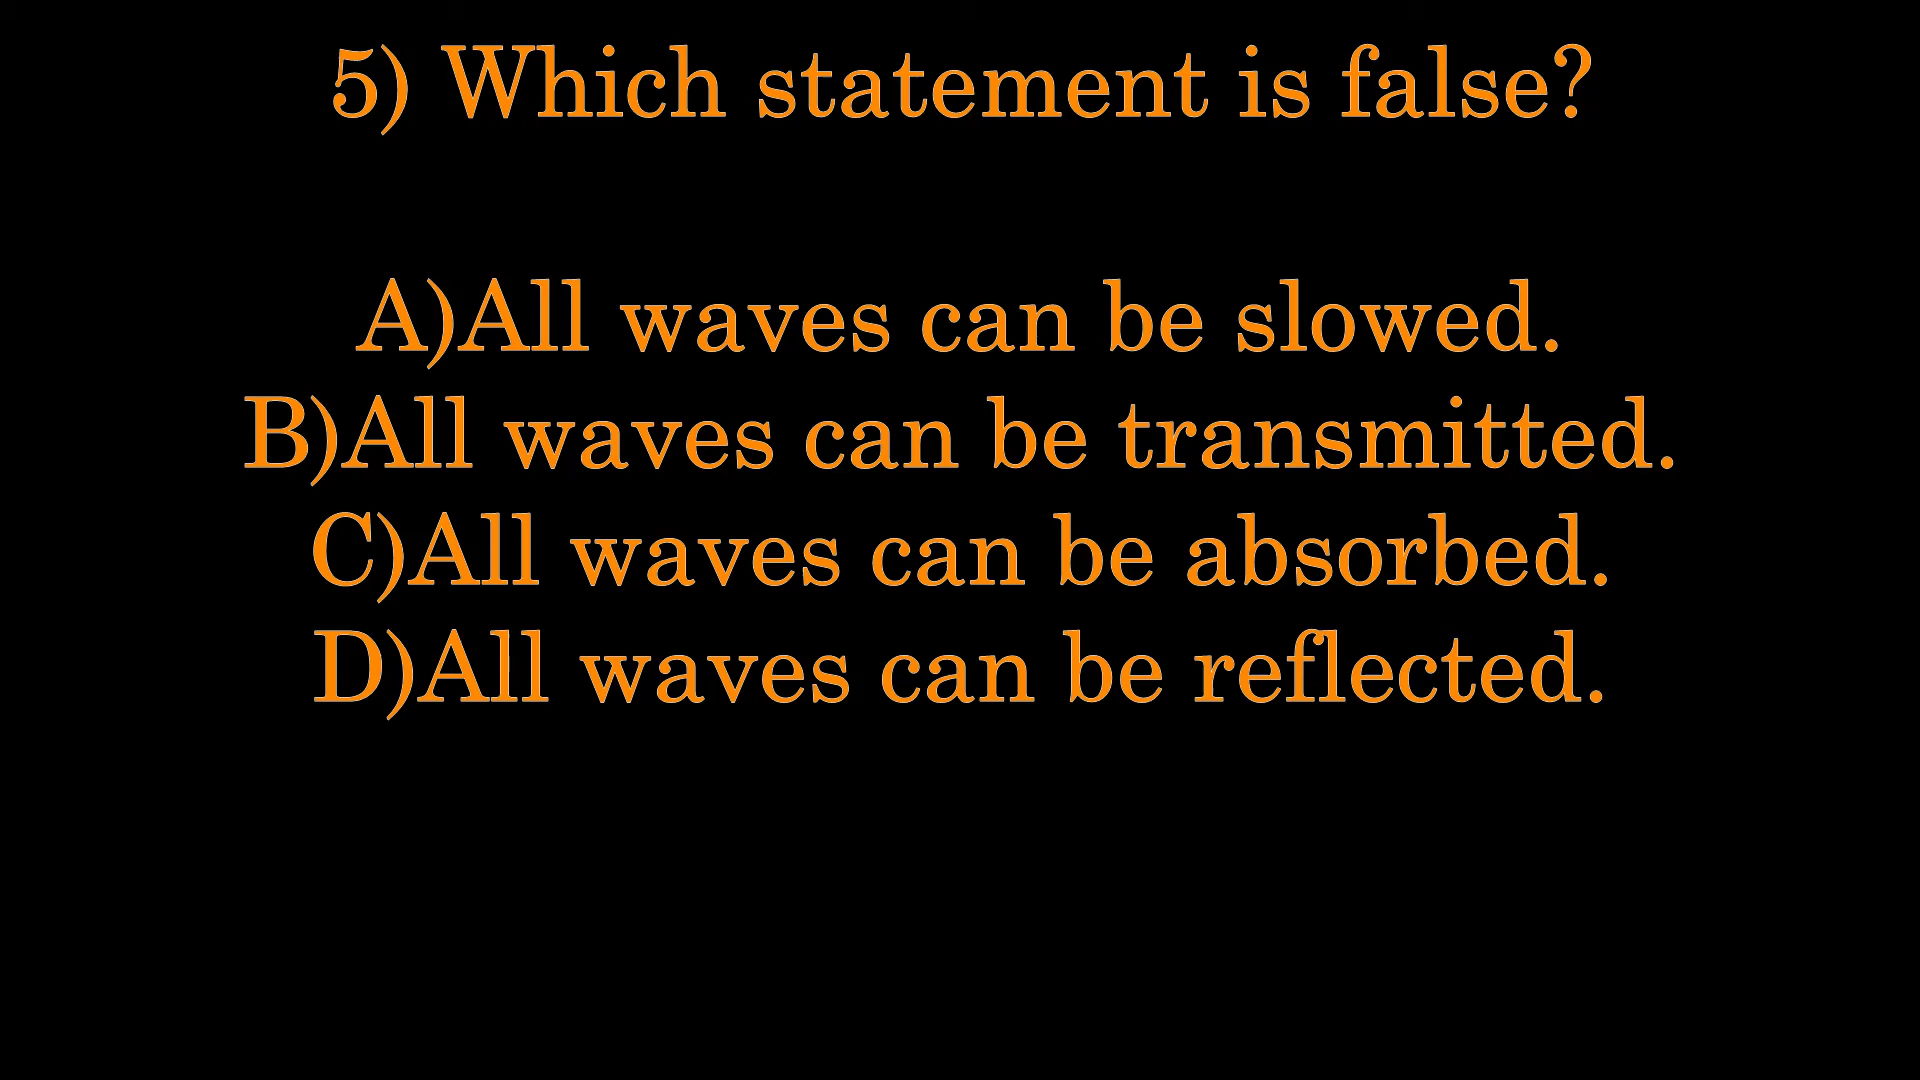 5) Which statement is false?
A)All waves can be slowed.
B)All waves can be transmitted.
C)All waves can be absorbed.
D)All waves can be reflected.